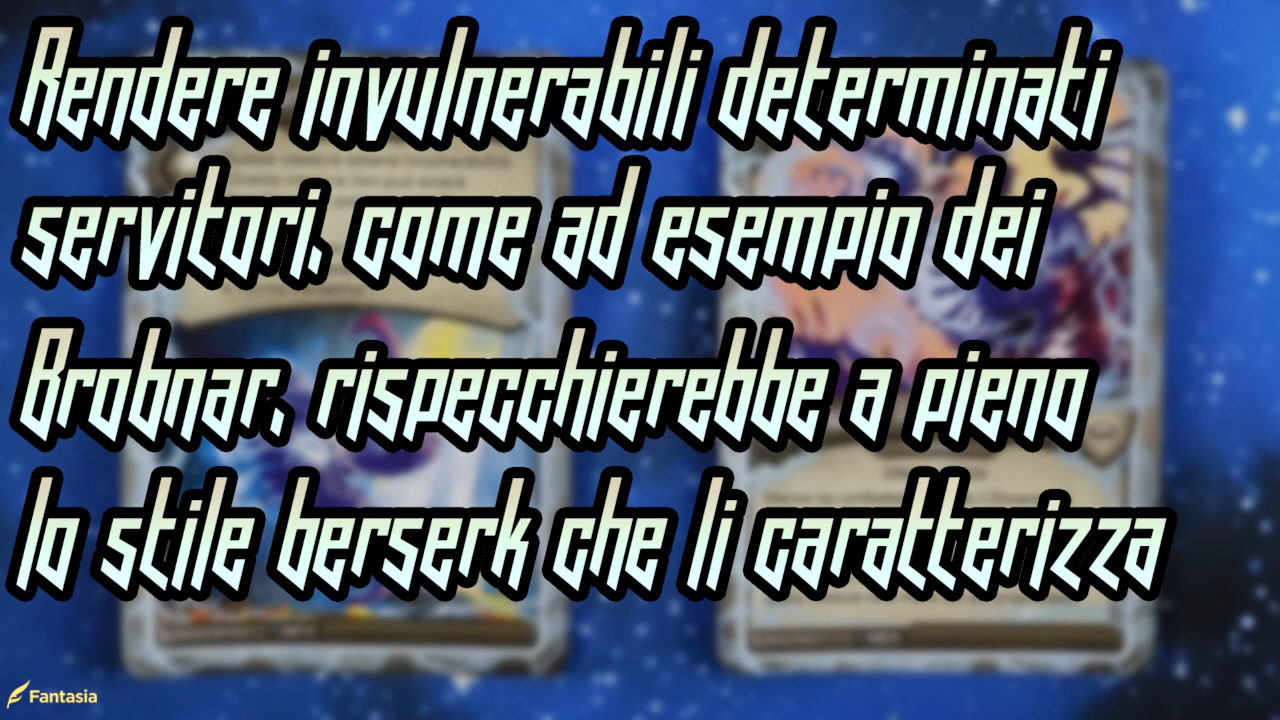 Rendere invulnerabili determinati
servitori, come ad esempio dei
Brobnar, rispecchierebbe a pieno
lo stile berserk che li caratterizza
Fantasia